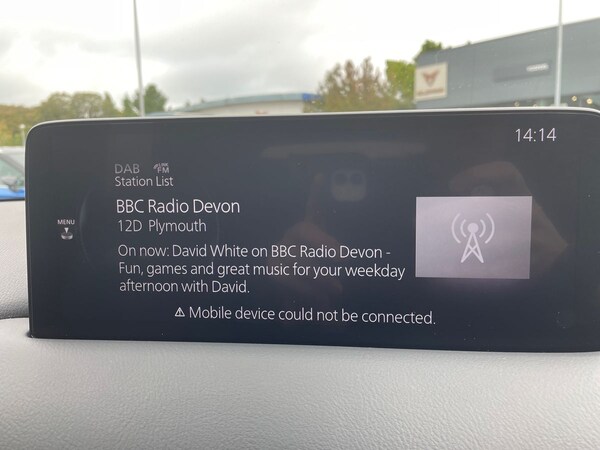 14:14
DAB FM
Station List
BBC Radio Devon
12D Plymouth
MENU
On now: David White on BBC Radio Devon -
Fun, games and great music for your weekday
afternoon with David.
⚠ Mobile device could not be connected.